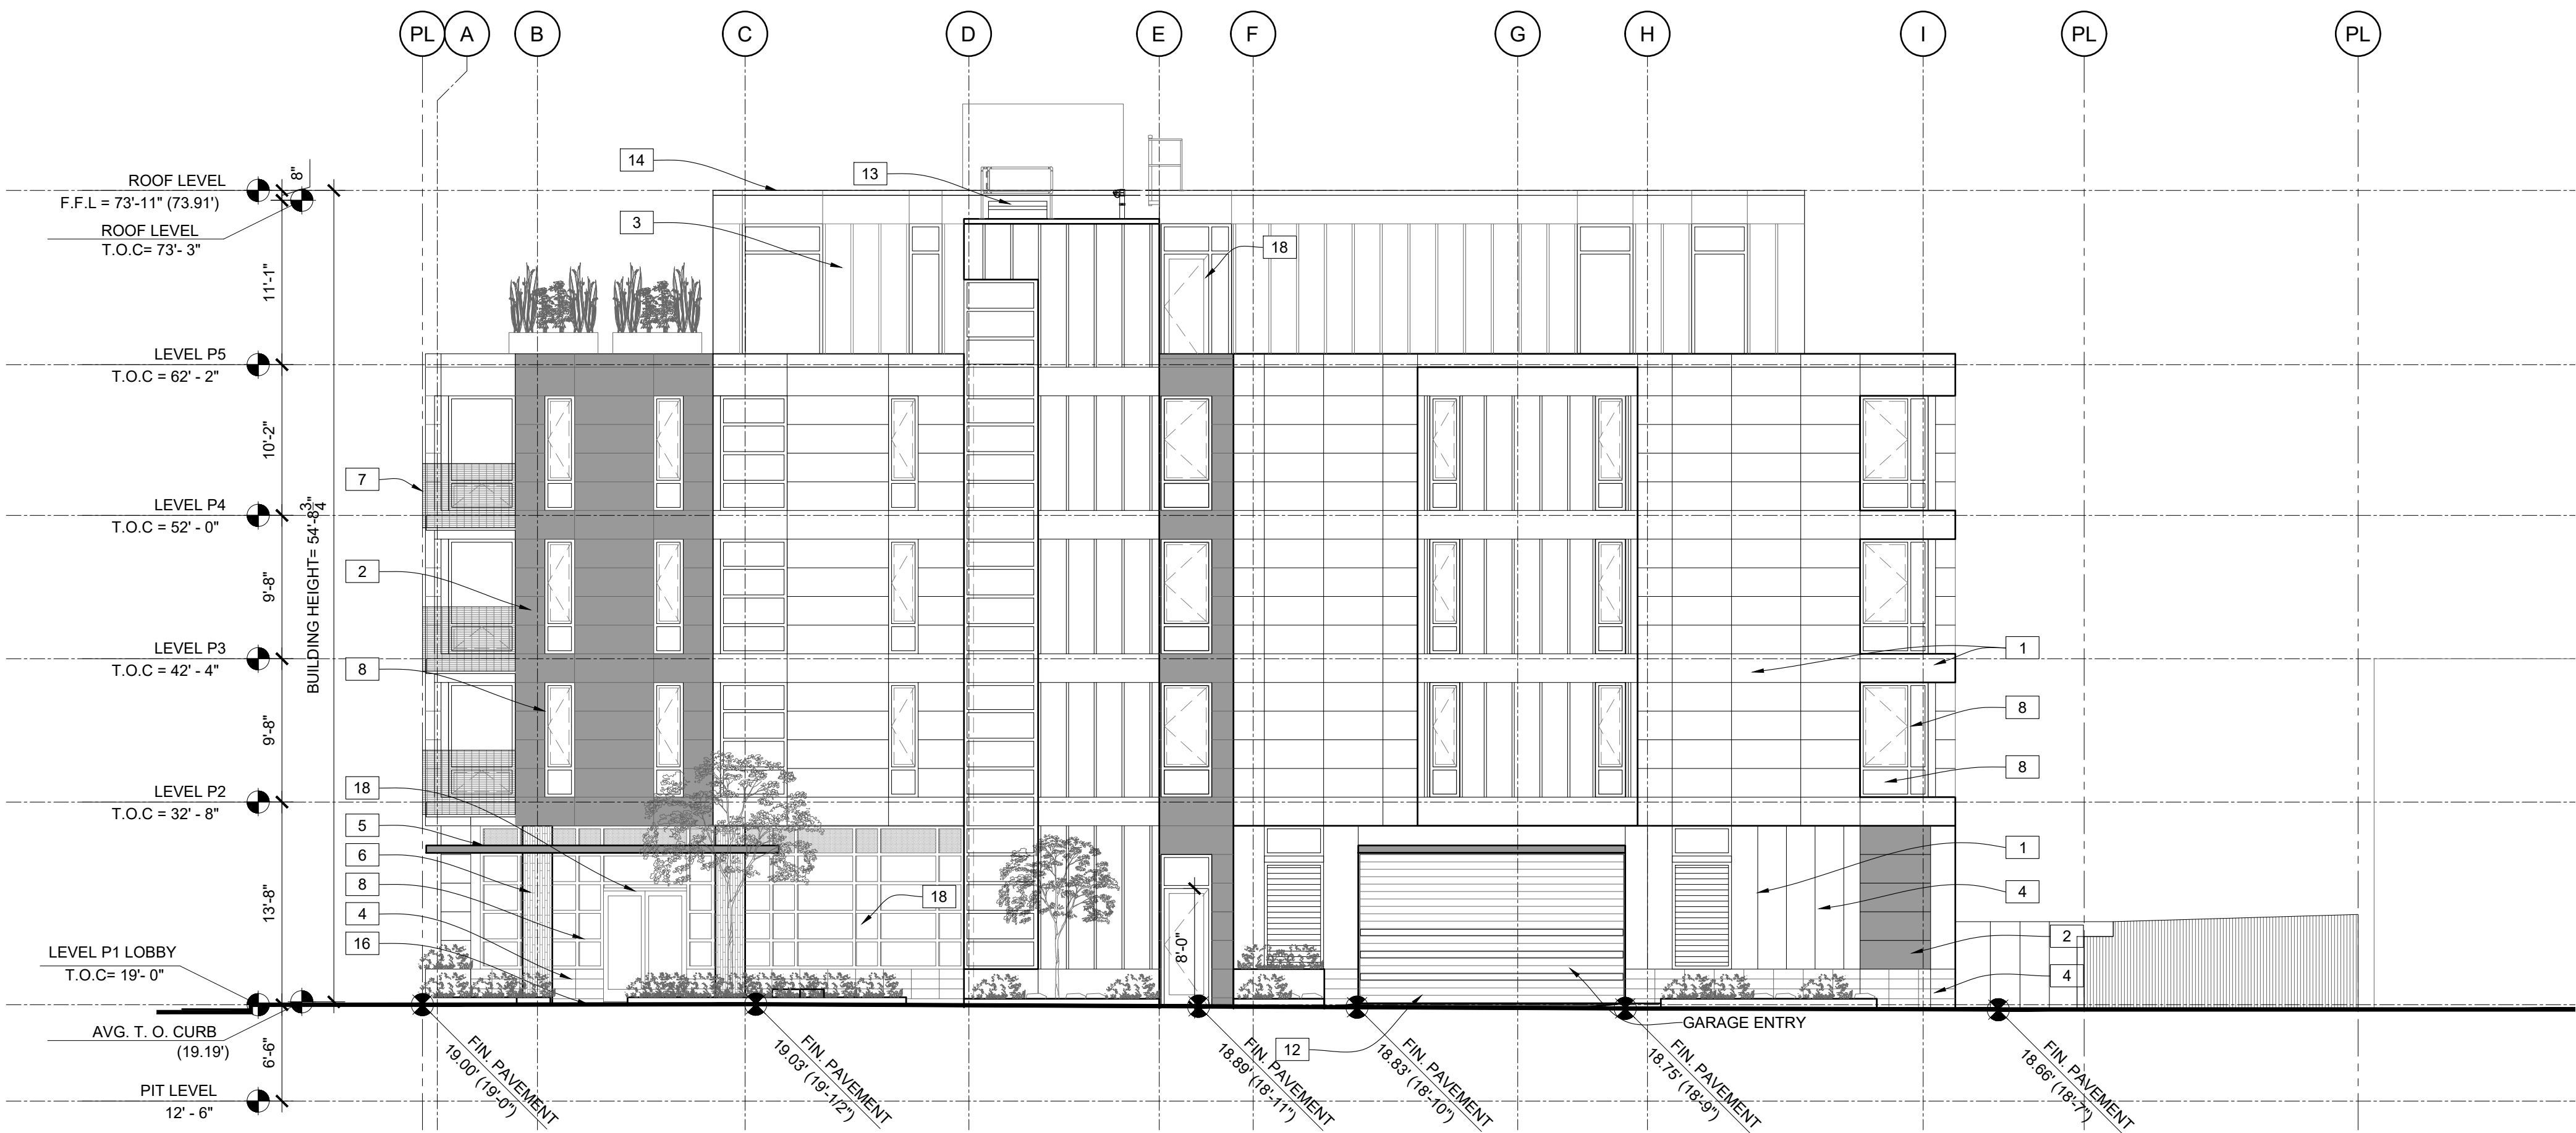 PL
A
B
C
D
E
F
G
H
I
PL
PL
8"
14
13
ROOF LEVEL
F.F.L = 73'-11" (73.91')
ROOF LEVEL
T.O.C= 73'- 3"
3
18
11'-1"
LEVEL P5
T.O.C = 62' - 2"
10'-2"
7
LEVEL P4
T.O.C = 52' - 0"
BUILDING HEIGHT= 54'-8 3/4"
9'-8"
2
LEVEL P3
T.O.C = 42' - 4"
1
8
8
9'-8"
8
LEVEL P2
T.O.C = 32' - 8"
18
5
6
8
4
16
18
1
4
2
4
13'-8"
8'-0"
LEVEL P1 LOBBY
T.O.C= 19'- 0"
AVG. T. O. CURB
(19.19')
6'-6"
PIT LEVEL
12' - 6"
GARAGE ENTRY
12
FIN. PAVEMENT
19.00' (19'-0")
FIN. PAVEMENT
19.03' (19'-1/2")
FIN. PAVEMENT
18.89' (18'-11")
FIN. PAVEMENT
18.83' (18'-10")
FIN. PAVEMENT
18.75' (18'-9")
FIN. PAVEMENT
18.66' (18'-7")